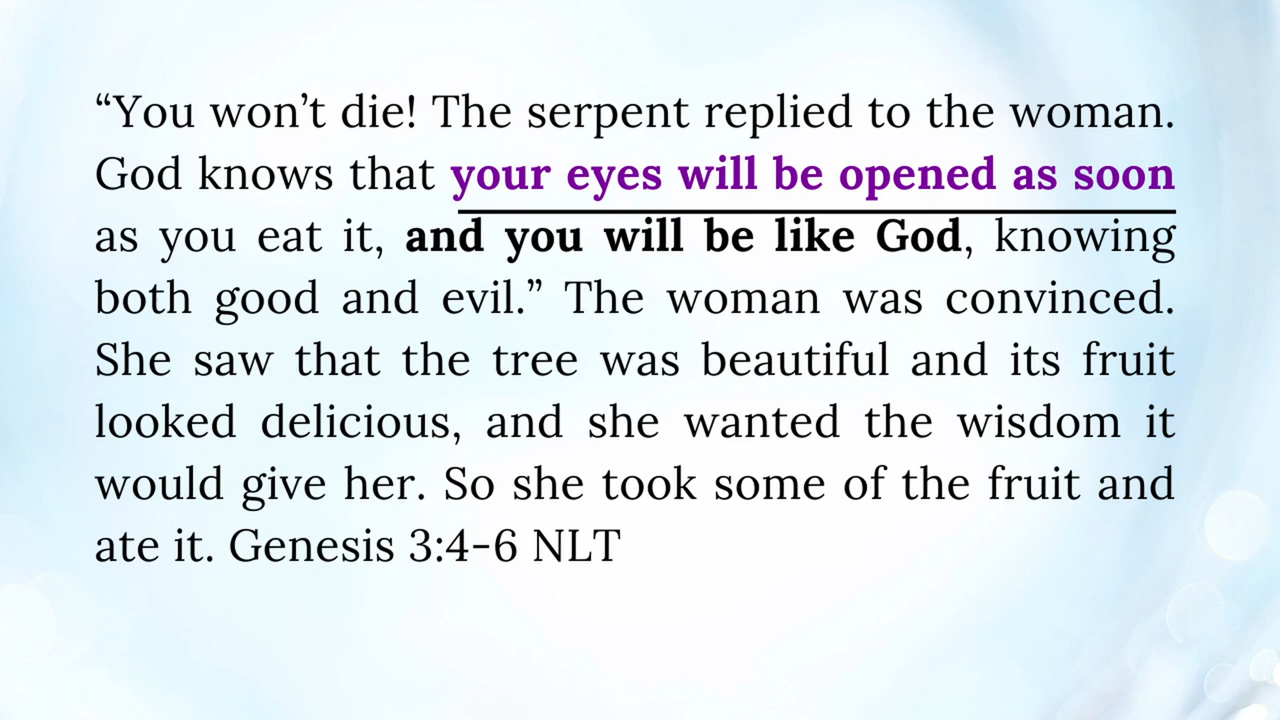 “You won’t die! The serpent replied to the woman.
God knows that your eyes will be opened as soon
as you eat it, and you will be like God, knowing
both good and evil.” The woman was convinced.
She saw that the tree was beautiful and its fruit
looked delicious, and she wanted the wisdom it
would give her. So she took some of the fruit and
ate it. Genesis 3:4-6 NLT